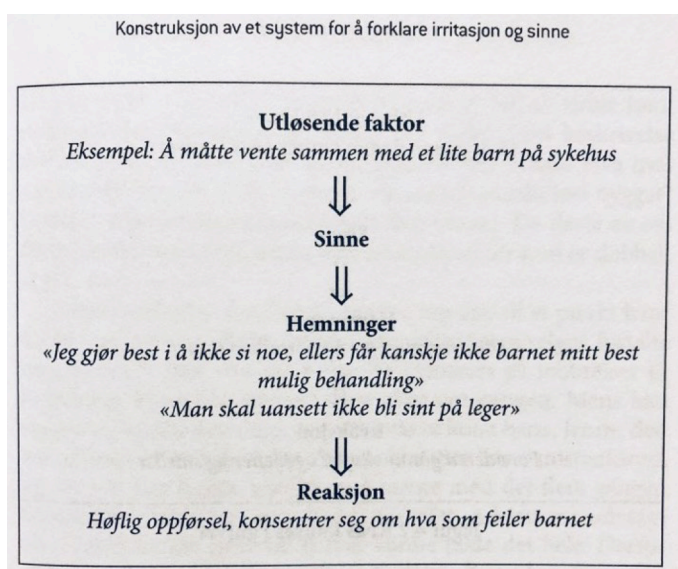 Konstruksjon av et system for å forklare irritasjon og sinne
Utløsende faktor
Eksempel: Å måtte vente sammen med et lite barn på sykehus
Sinne
Hemninger
«Jeg gjør best i å ikke si noe, ellers får kanskje ikke barnet mitt best
mulig behandling»
«Man skal uansett ikke bli sint på leger»
Reaksjon
Høflig oppførsel, konsentrer seg om hva som feiler barnet